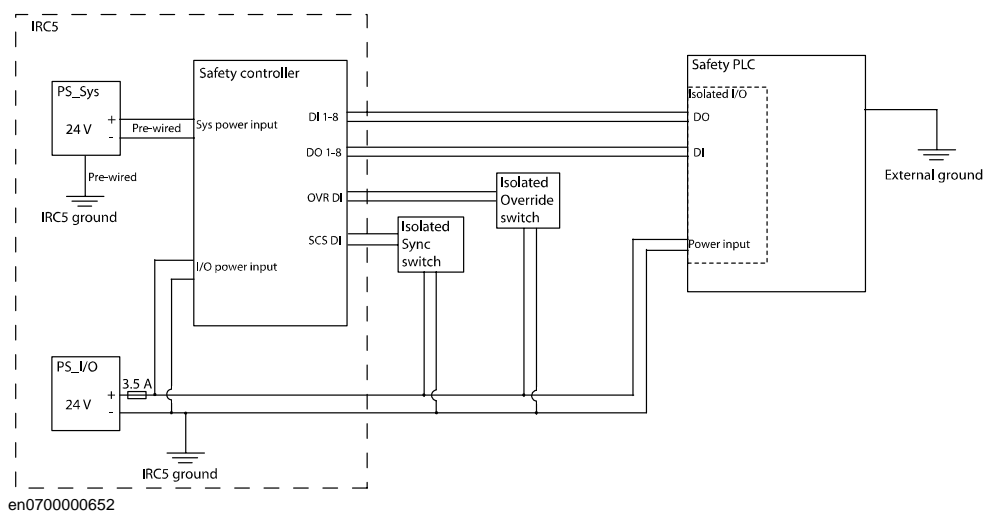 IRC5
PS_Sys
+
24 V
-
Pre-wired
Pre-wired
IRC5 ground
Safety controller
Sys power input
DI 1-8
DO 1-8
OVR DI
SCS DI
I/O power input
Isolated
Override
switch
Isolated
Sync
switch
Safety PLC
Isolated I/O
DO
DI
Power input
External ground
PS_I/O
3.5 A
+
24 V
-
IRC5 ground
en0700000652